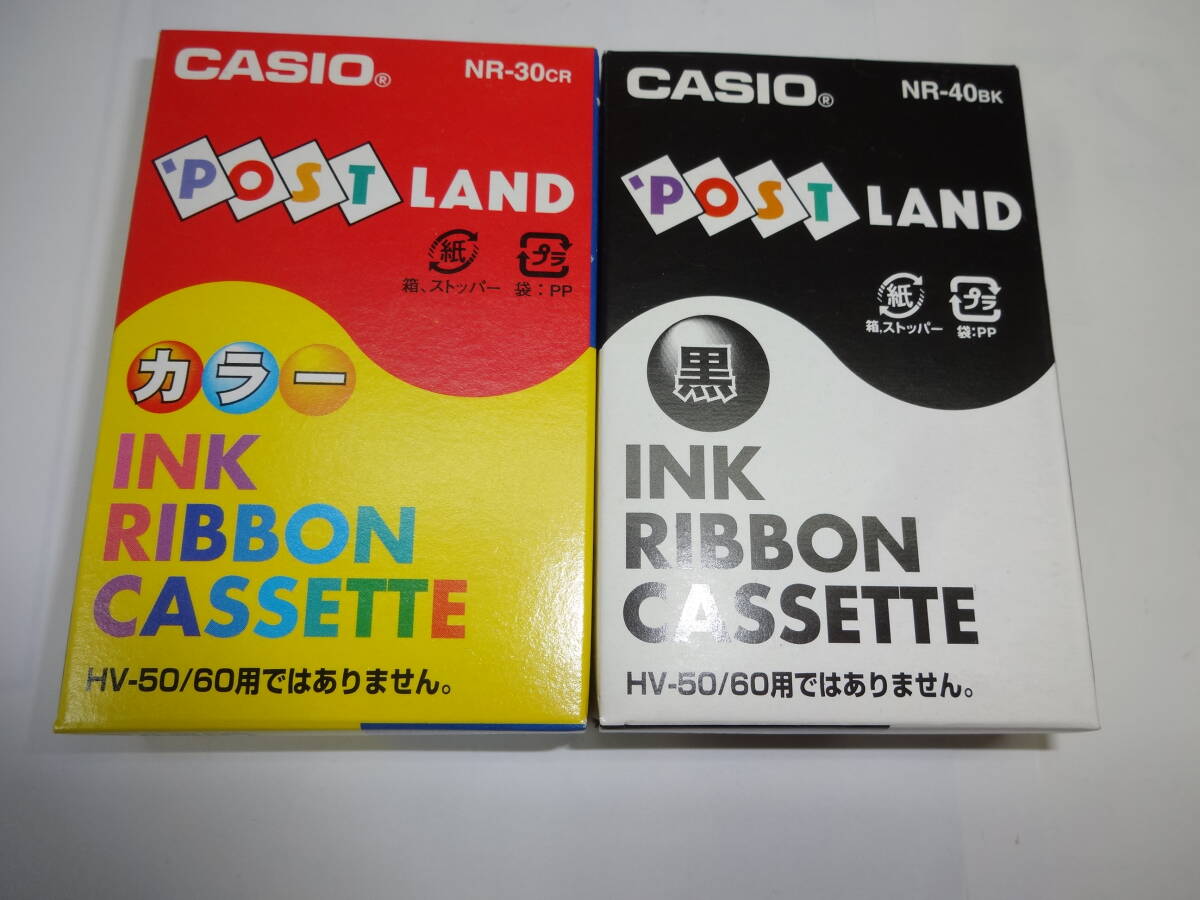 CASIO®
NR-30CR
'POST LAND
紙
プラ
箱、ストッパー
袋：PP
カラー
INK
RIBBON
CASSETTE
HV-50/60用ではありません。
CASIO®
NR-40BK
'POST LAND
紙
プラ
箱、ストッパー
袋:PP
黒
INK
RIBBON
CASSETTE
HV-50/60用ではありません。